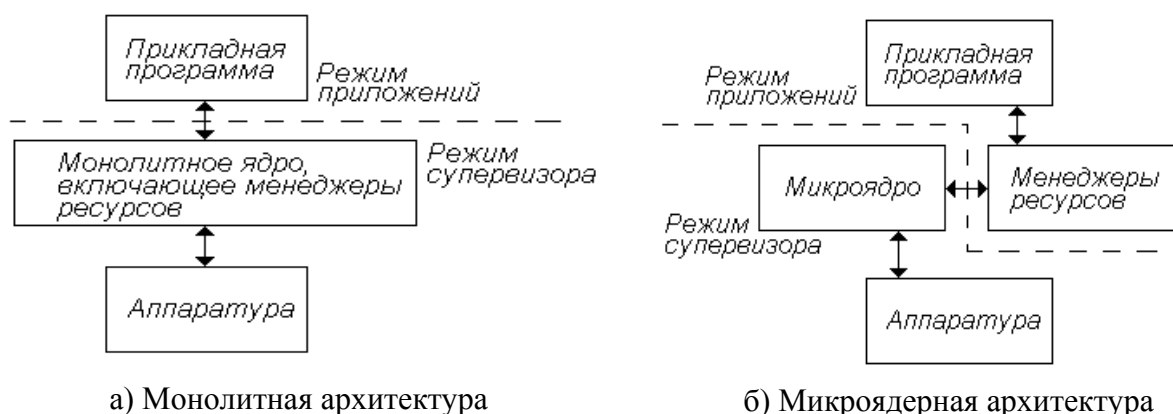 Прикладная
программа
Режим
приложений
Монолитное ядро,
включающее менеджеры
ресурсов
Режим
супервизора
Аппаратура
а) Монолитная архитектура
Прикладная
программа
Режим
приложений
Микроядро
Менеджеры
ресурсов
Режим
супервизора
Аппаратура
б) Микроядерная архитектура